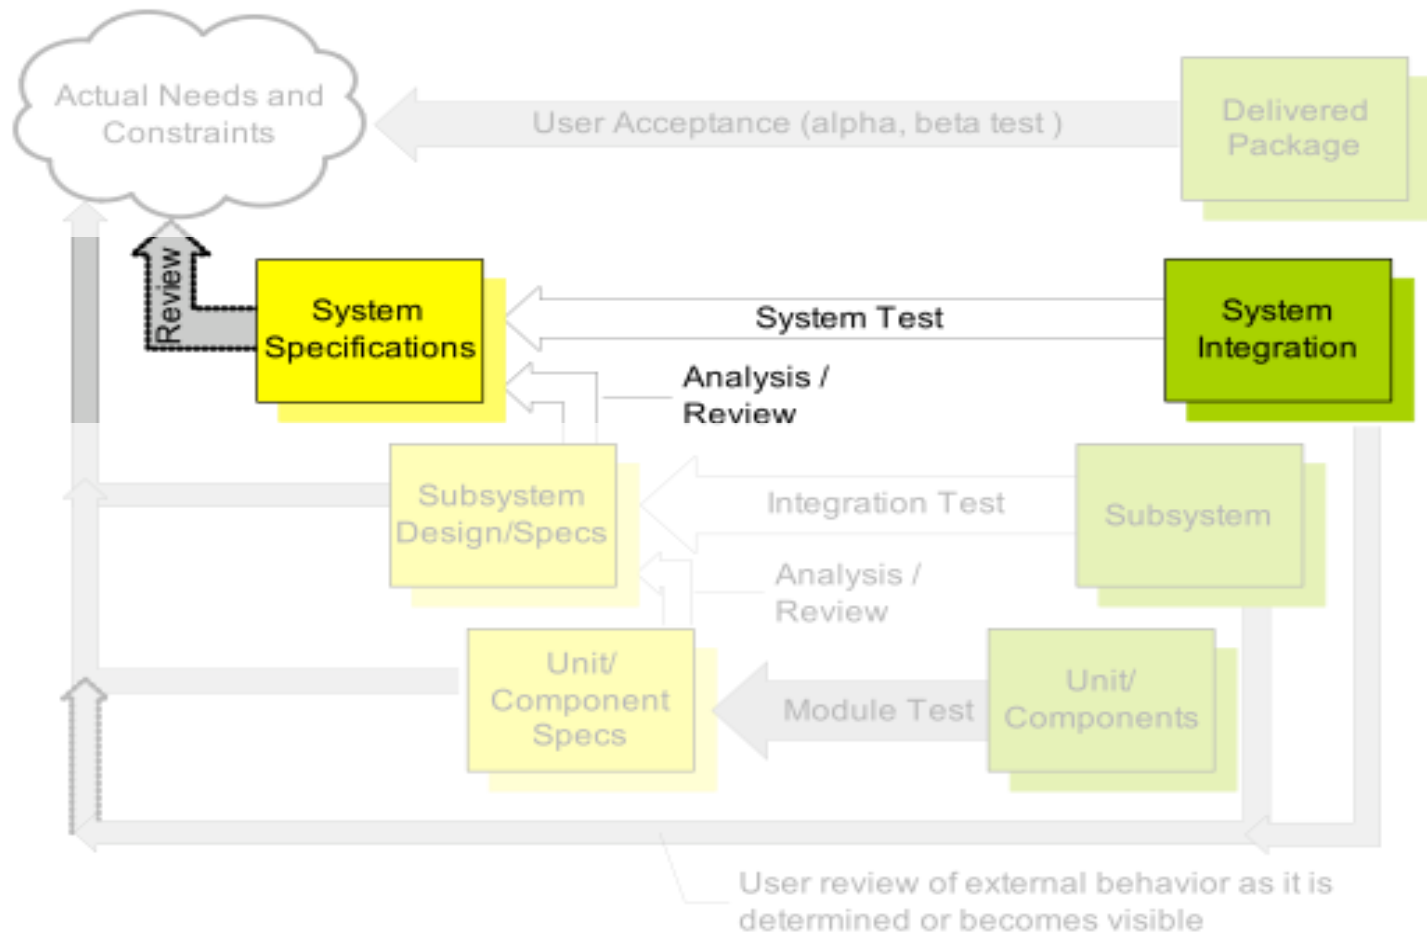 Actual Needs and
Constraints
User Acceptance (alpha, beta test )
Delivered
Package
Review
System
Specifications
System Test
System
Integration
Analysis /
Review
Subsystem
Design/Specs
Integration Test
Subsystem
Analysis /
Review
Unit/
Component
Specs
Module Test
Unit/
Components
User review of external behavior as it is
determined or becomes visible